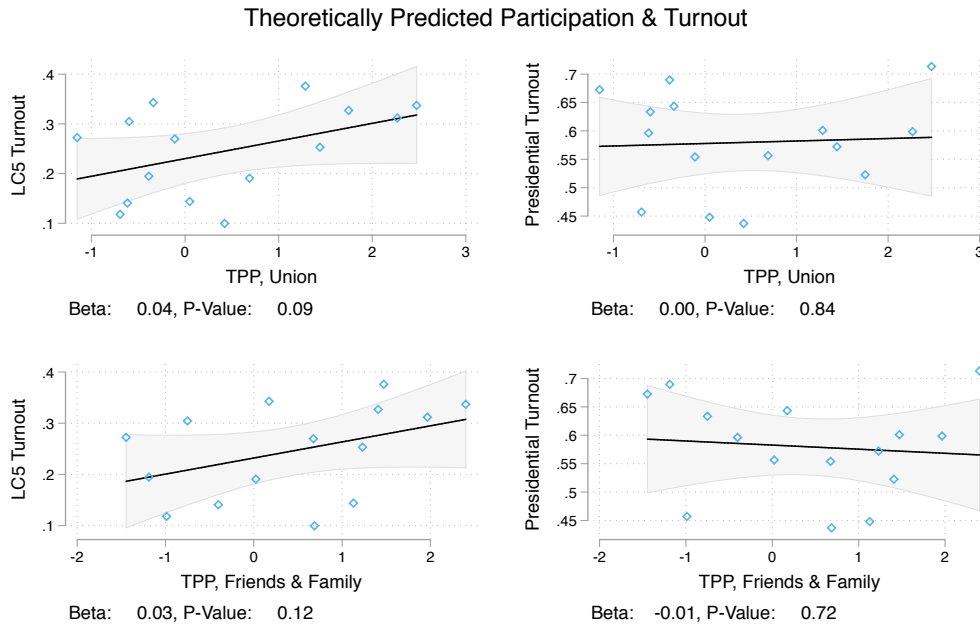 Theoretically Predicted Participation & Turnout
LC5 Turnout
.4
.3
.2
.1
-1 0 1 2 3
TPP, Union
Beta: 0.04, P-Value: 0.09
Presidential Turnout
.7
.65
.6
.55
.5
.45
-1 0 1 2 3
TPP, Union
Beta: 0.00, P-Value: 0.84
LC5 Turnout
.4
.3
.2
.1
-2 -1 0 1 2
TPP, Friends & Family
Beta: 0.03, P-Value: 0.12
Presidential Turnout
.7
.65
.6
.55
.5
.45
-2 -1 0 1 2
TPP, Friends & Family
Beta: -0.01, P-Value: 0.72